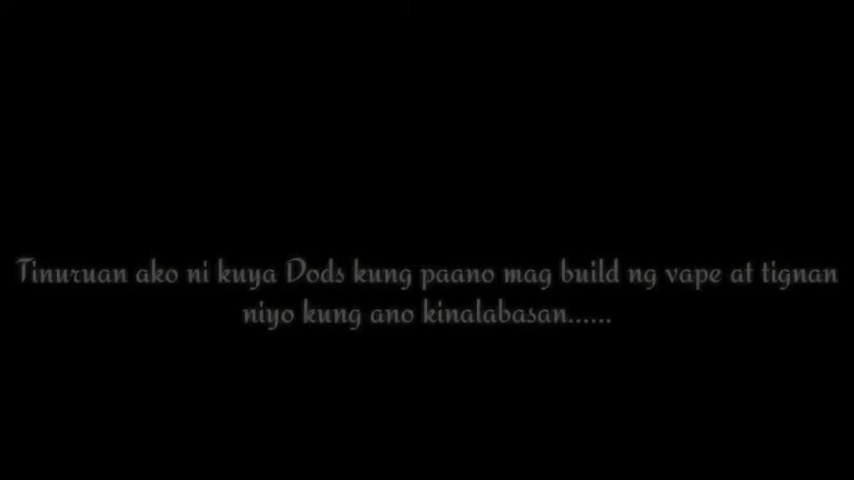 Tinuruan ako ni kuya Dods kung paano mag build ng vape at tignan
niyo kung ano kinalabasan......